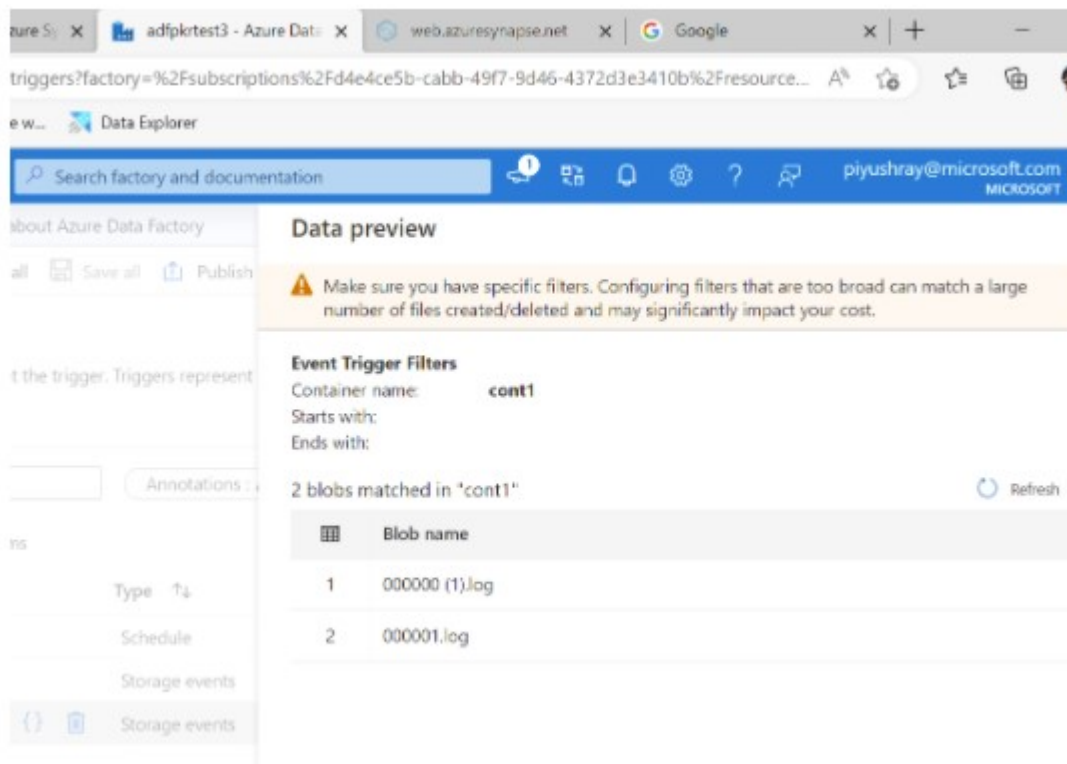 zure Sy
adfpkrtest3 - Azure Data
web.azuresynapse.net
Google
triggers?factory=%2Fsubscriptions%2Fd4e4ce5b-cabb-49f7-9d46-4372d3e3410b%2Fresource...
e w...
Data Explorer
Search factory and documentation
1
piyushray@microsoft.com
MICROSOFT
about Azure Data Factory
all
Save all
Publish
Data preview
Make sure you have specific filters. Configuring filters that are too broad can match a large
number of files created/deleted and may significantly impact your cost.
t the trigger. Triggers represent
Event Trigger Filters
Container name: cont1
Starts with:
Ends with:
Annotations :
2 blobs matched in "cont1"
Refresh
ms
Blob name
Type
1 000000 (1).log
Schedule
2 000001.log
Storage events
Storage events